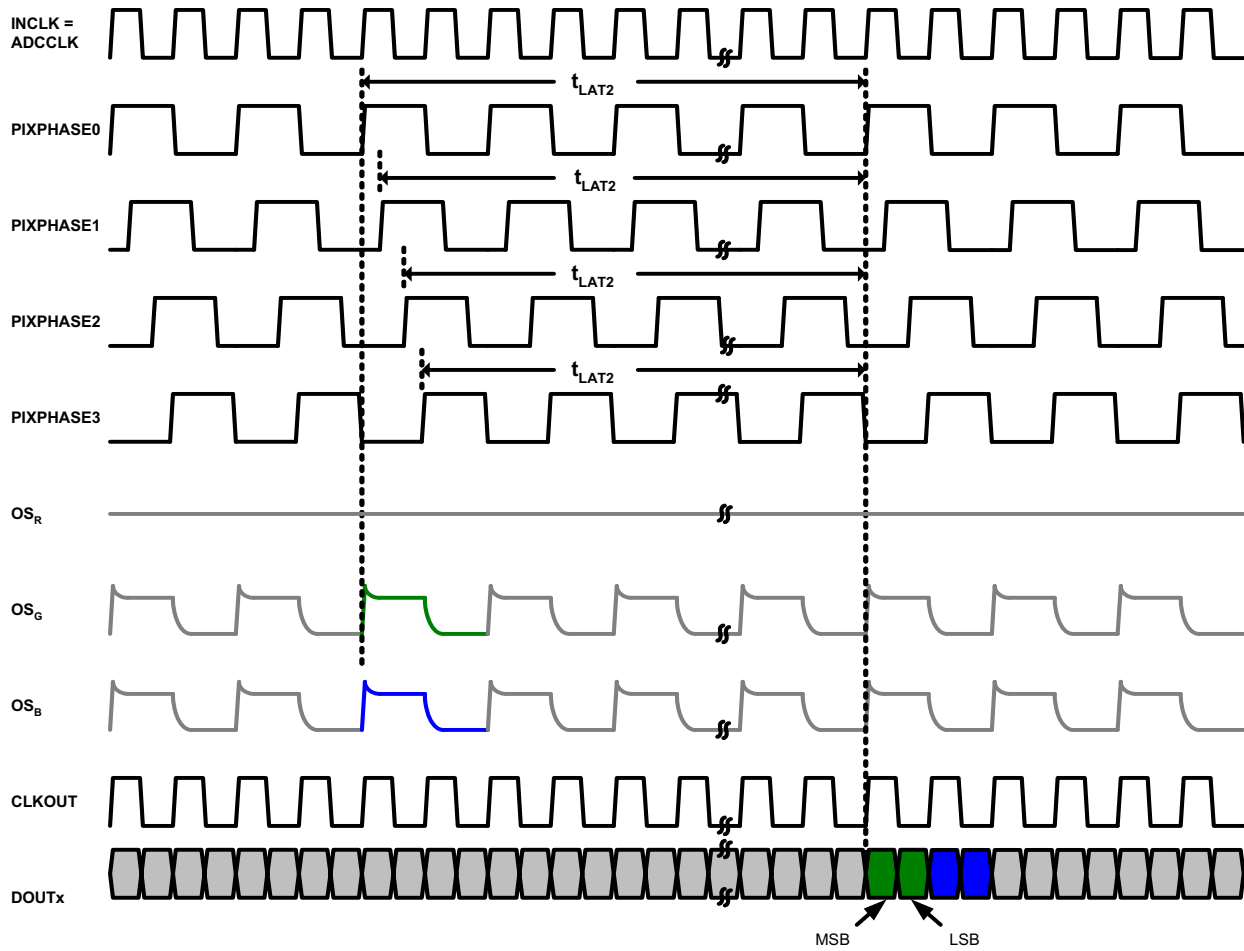 INCLK =
ADCCLK
tLAT2
PIXPHASE0
tLAT2
PIXPHASE1
tLAT2
PIXPHASE2
tLAT2
PIXPHASE3
OSR
OSG
OSB
CLKOUT
DOUTx
MSB
LSB